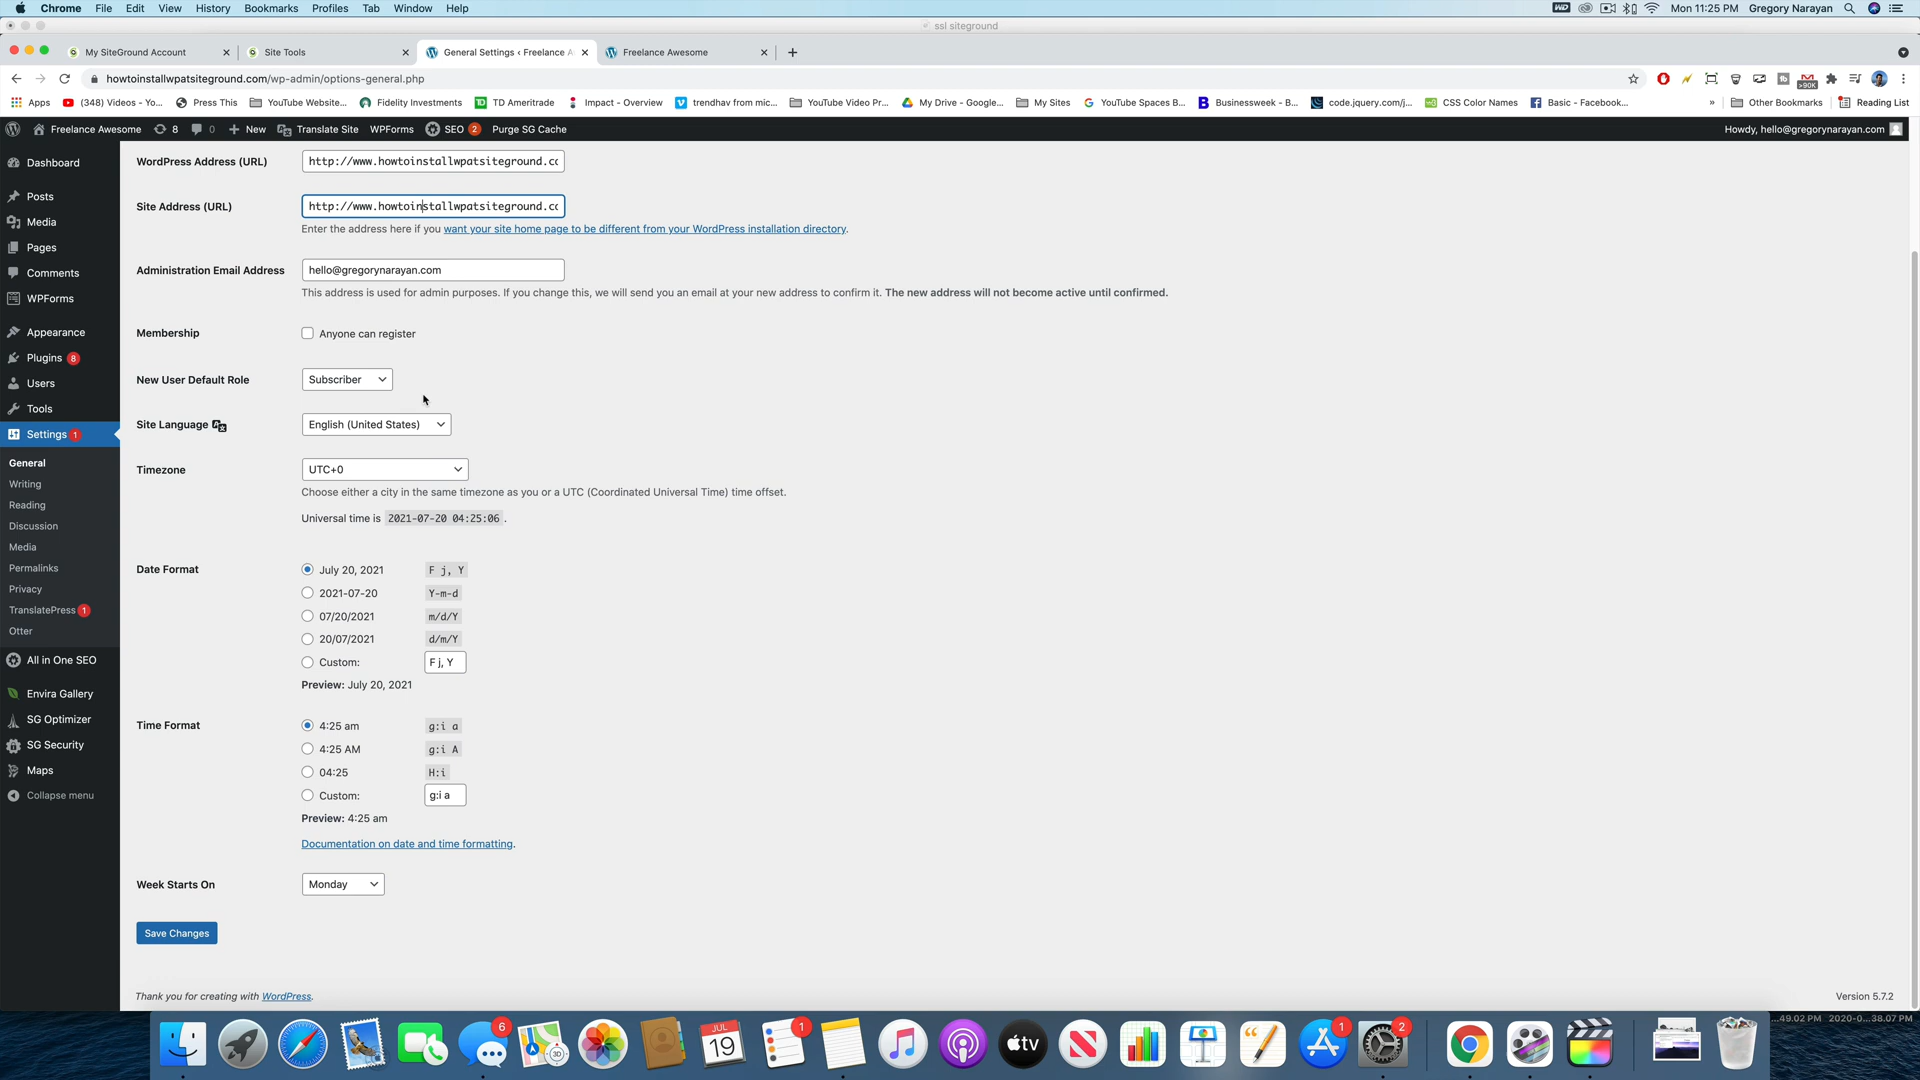 Chrome File Edit View History Bookmarks Profiles Tab Window Help Mon 11:25 PM Gregory Narayan
ssl siteground
My SiteGround Account Site Tools General Settings ‹ Freelance A Freelance Awesome
howtoinstallwpatsiteground.com/wp-admin/options-general.php
Apps (348) Videos - Yo... Press This YouTube Website... Fidelity Investments TD Ameritrade Impact - Overview trendhav from mic... YouTube Video Pr... My Drive - Google... My Sites YouTube Spaces B... Businessweek - B... code.jquery.com/j... CSS Color Names Basic - Facebook... » Other Bookmarks Reading List
Freelance Awesome 8 0 New Translate Site WPForms SEO 2 Purge SG Cache Howdy, hello@gregorynarayan.com
Dashboard
Posts
Media
Pages
Comments
WPForms
Appearance
Plugins 8
Users
Tools
Settings 1
General
Writing
Reading
Discussion
Media
Permalinks
Privacy
TranslatePress 1
Otter
All in One SEO
Envira Gallery
SG Optimizer
SG Security
Maps
Collapse menu
WordPress Address (URL) http://www.howtoinstallwpatsiteground.co
Site Address (URL) http://www.howtoinstallwpatsiteground.co
Enter the address here if you want your site home page to be different from your WordPress installation directory.
Administration Email Address hello@gregorynarayan.com
This address is used for admin purposes. If you change this, we will send you an email at your new address to confirm it. The new address will not become active until confirmed.
Membership Anyone can register
New User Default Role Subscriber
Site Language English (United States)
Timezone UTC+0
Choose either a city in the same timezone as you or a UTC (Coordinated Universal Time) time offset.
Universal time is 2021-07-20 04:25:06 .
Date Format July 20, 2021 F j, Y
2021-07-20 Y-m-d
07/20/2021 m/d/Y
20/07/2021 d/m/Y
Custom: F j, Y
Preview: July 20, 2021
Time Format 4:25 am g:i a
4:25 AM g:i A
04:25 H:i
Custom: g:i a
Preview: 4:25 am
Documentation on date and time formatting.
Week Starts On Monday
Save Changes
Thank you for creating with WordPress. Version 5.7.2
...49.02 PM 2020-0...38.07 PM
6 JUL 19 1 tv 1 2